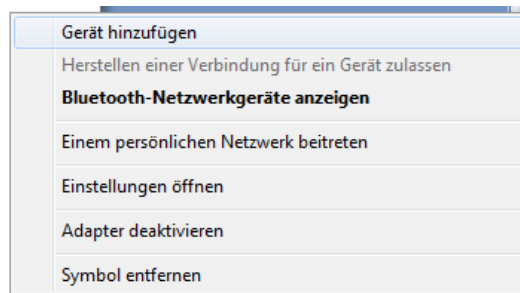 Gerät hinzufügen
Herstellen einer Verbindung für ein Gerät zulassen
Bluetooth-Netzwerkgeräte anzeigen
Einem persönlichen Netzwerk beitreten
Einstellungen öffnen
Adapter deaktivieren
Symbol entfernen